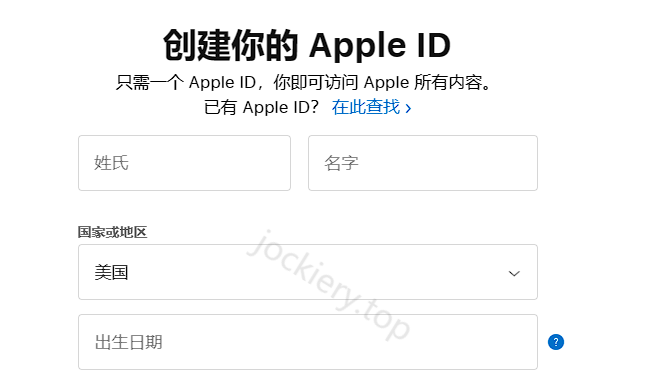 创建你的 Apple ID
只需一个 Apple ID，你即可访问 Apple 所有内容。
已有 Apple ID？ 在此查找 ›
姓氏 名字
国家或地区
美国
出生日期 ?
jockiery.top